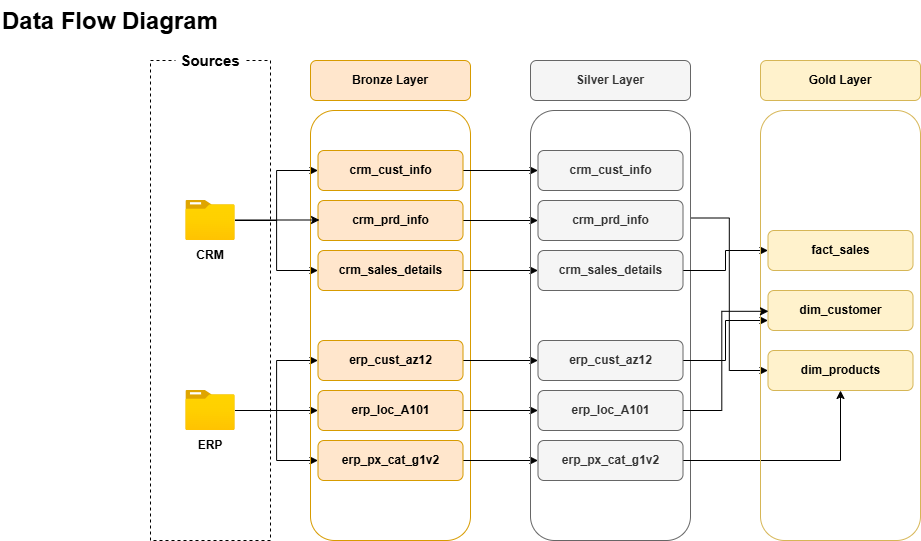 Data Flow Diagram
Sources
CRM
ERP
Bronze Layer
crm_cust_info
crm_prd_info
crm_sales_details
erp_cust_az12
erp_loc_A101
erp_px_cat_g1v2
Silver Layer
crm_cust_info
crm_prd_info
crm_sales_details
erp_cust_az12
erp_loc_A101
erp_px_cat_g1v2
Gold Layer
fact_sales
dim_customer
dim_products